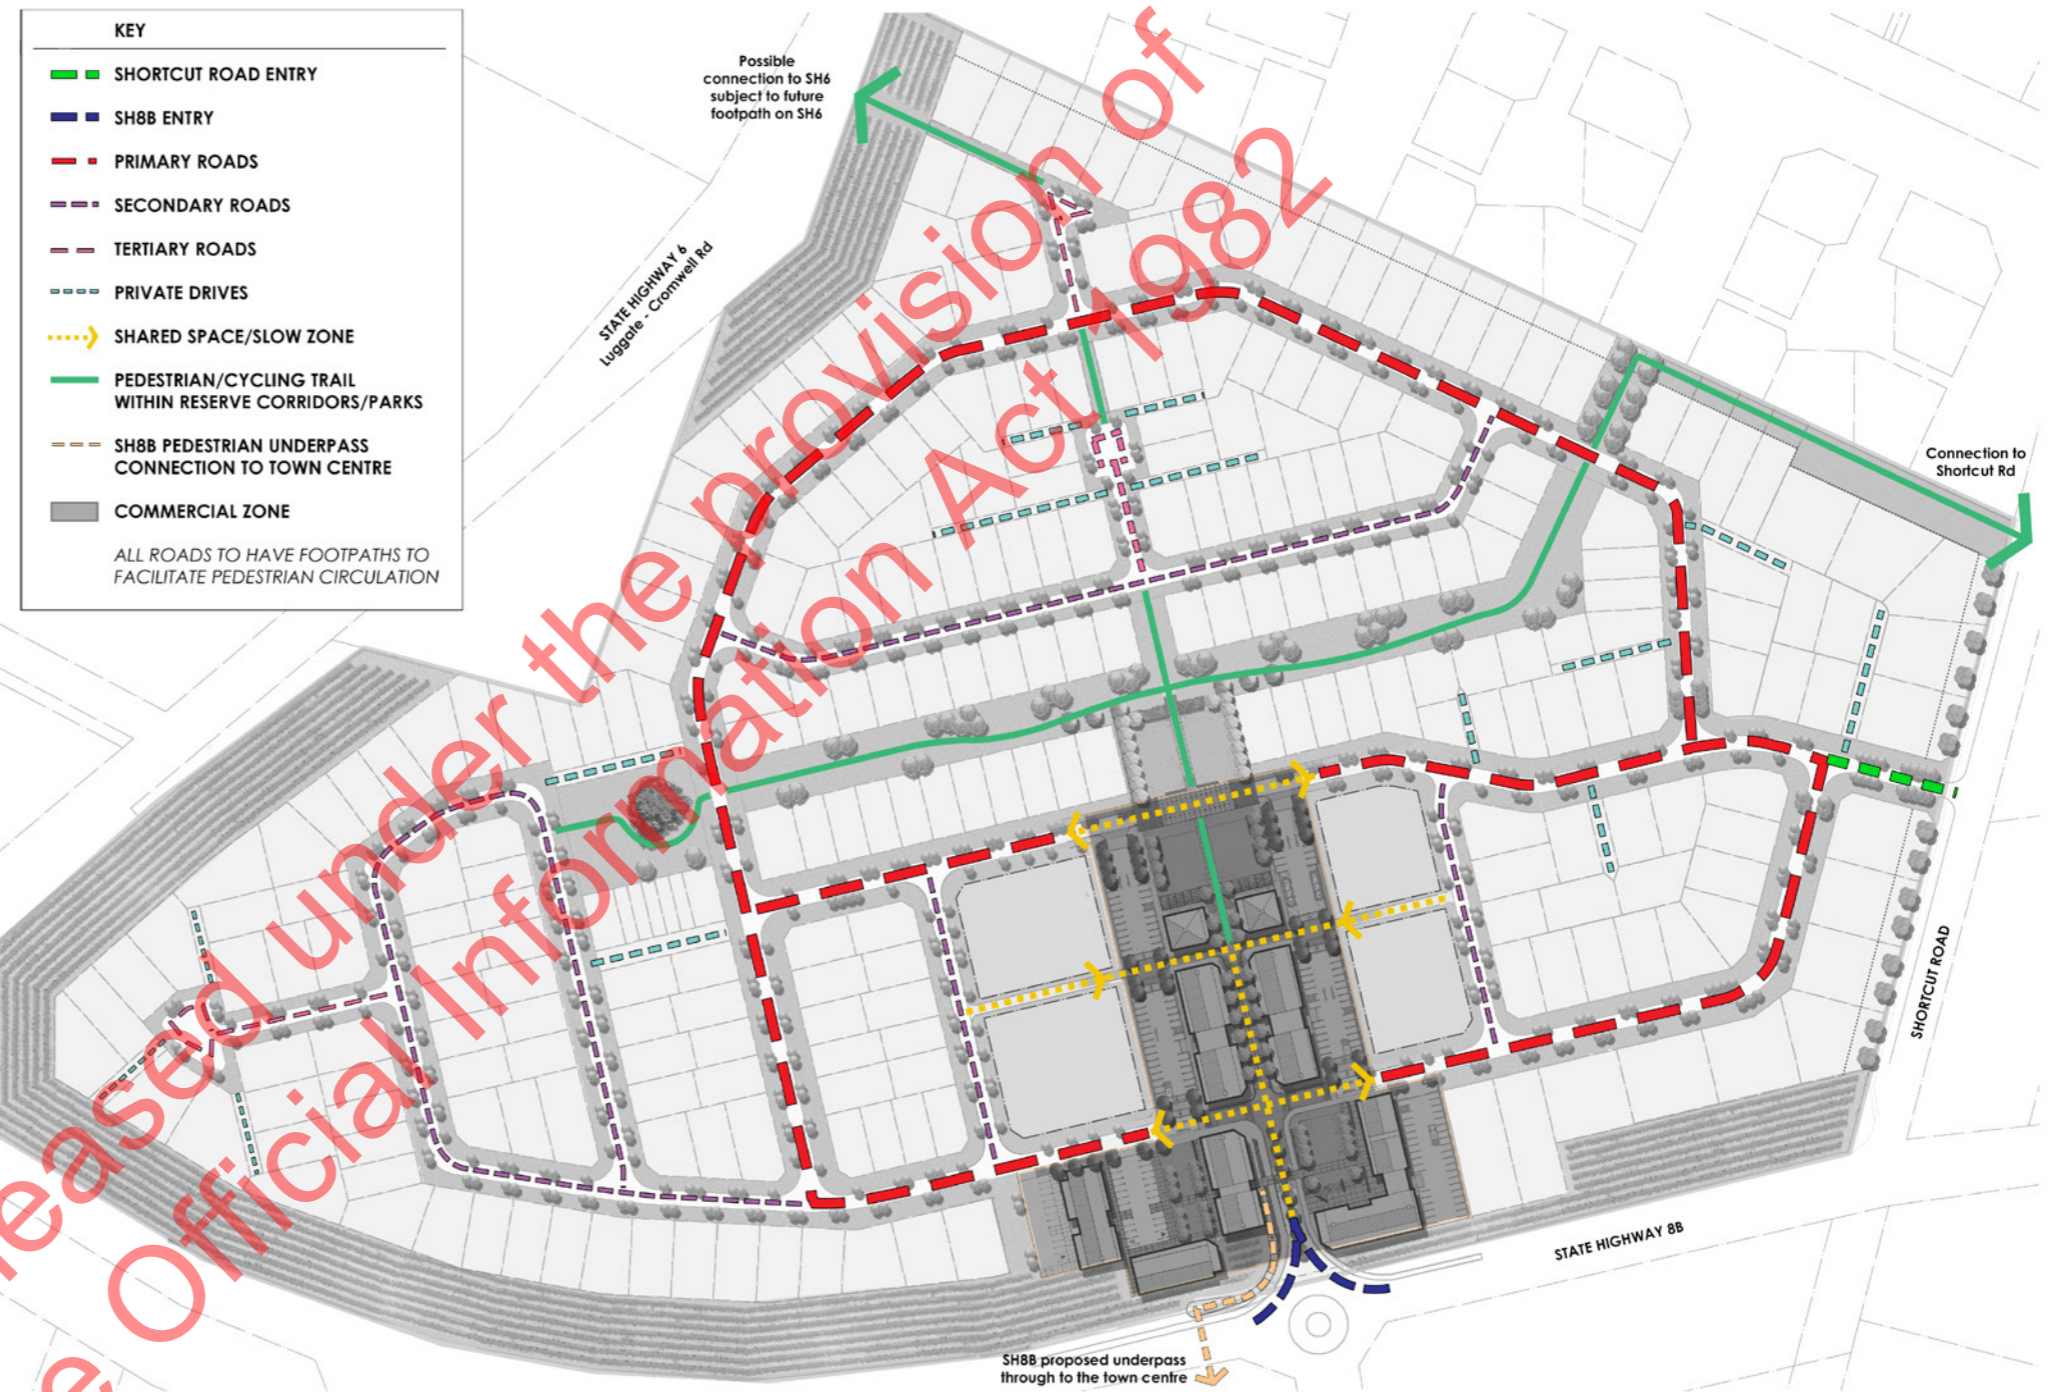 KEY
SHORTCUT ROAD ENTRY
SH8B ENTRY
PRIMARY ROADS
SECONDARY ROADS
TERTIARY ROADS
PRIVATE DRIVES
SHARED SPACE/SLOW ZONE
PEDESTRIAN/CYCLING TRAIL
WITHIN RESERVE CORRIDORS/PARKS
SH8B PEDESTRIAN UNDERPASS
CONNECTION TO TOWN CENTRE
COMMERCIAL ZONE
ALL ROADS TO HAVE FOOTPATHS TO
FACILITATE PEDESTRIAN CIRCULATION
Possible
connection to SH6
subject to future
footpath on SH6
STATE HIGHWAY 6
Luggate - Cromwell Rd
Connection to
Shortcut Rd
SHORTCUT ROAD
STATE HIGHWAY 8B
SH8B proposed underpass
through to the town centre
under the provision of
Official Information Act 1982